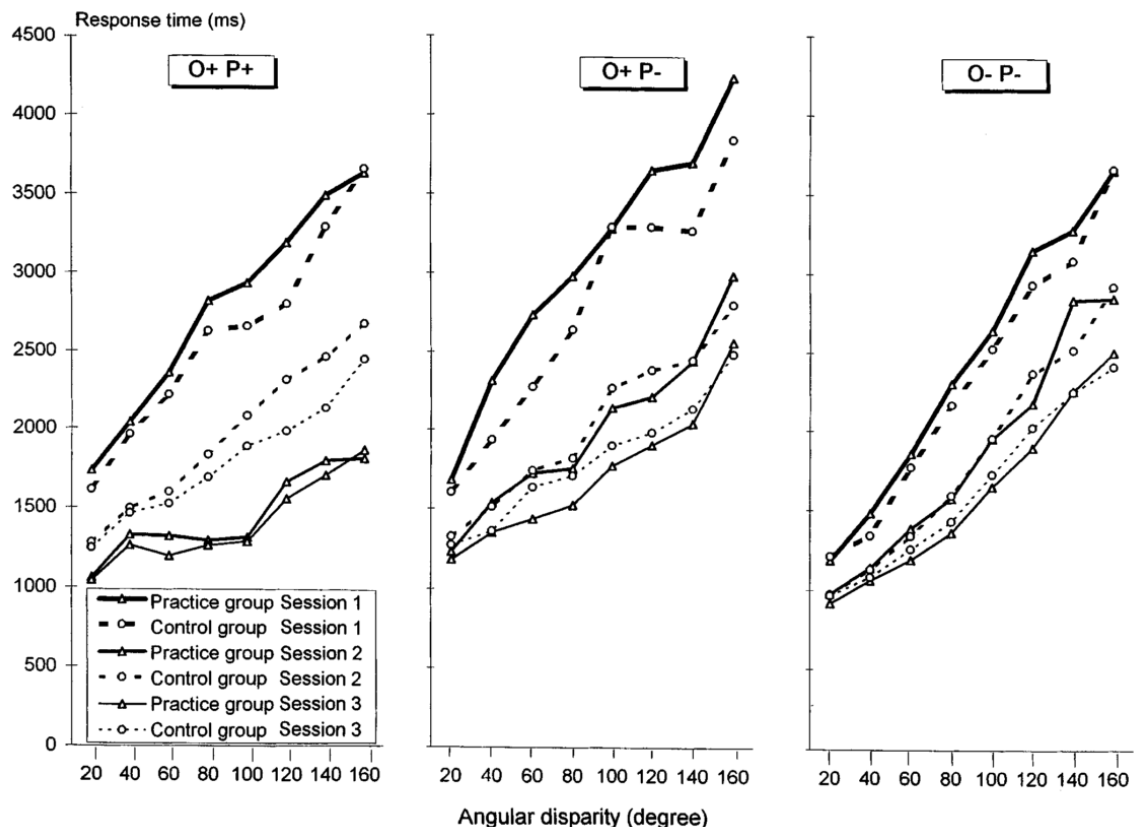 Response time (ms)
4500
4000
3500
3000
2500
2000
1500
1000
500
0
O+ P+
O+ P-
O- P-
Practice group Session 1
Control group Session 1
Practice group Session 2
Control group Session 2
Practice group Session 3
Control group Session 3
20 40 60 80 100 120 140 160
20 40 60 80 100 120 140 160
20 40 60 80 100 120 140 160
Angular disparity (degree)